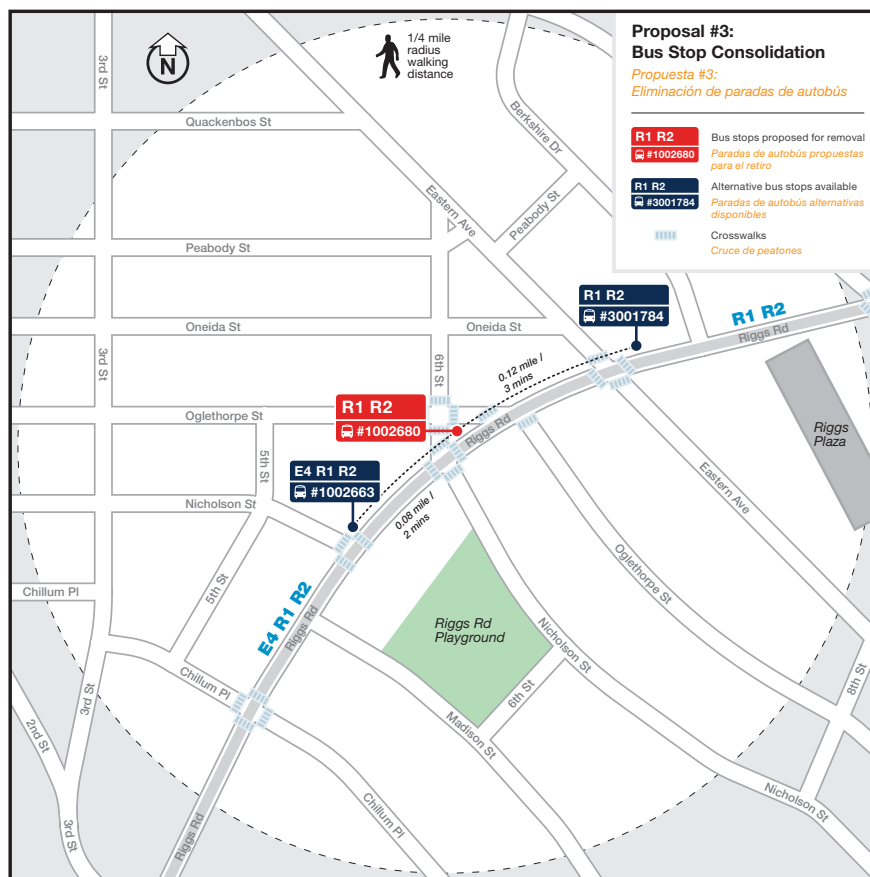 Proposal #3:
Bus Stop Consolidation
Propuesta #3:
Eliminación de paradas de autobús
R1 R2
#1002680
Bus stops proposed for removal
Paradas de autobús propuestas
para el retiro
R1 R2
#3001784
Alternative bus stops available
Paradas de autobús alternativas
disponibles
Crosswalks
Cruce de peatones
N
1/4 mile
radius
walking
distance
3rd St
Quackenbos St
Berkshire Dr
Eastern Ave
Peabody St
Peabody St
R1 R2
#3001784
R1 R2
Riggs Rd
Oneida St
Oneida St
3rd St
6th St
0.12 mile /
3 mins
R1 R2
#1002680
Oglethorpe St
Riggs Rd
Riggs
Plaza
5th St
E4 R1 R2
#1002663
Nicholson St
0.08 mile /
2 mins
Eastern Ave
5th St
Oglethorpe St
Chillum Pl
E4 R1 R2
Riggs Rd
Riggs Rd
Playground
Nicholson St
Chillum Pl
6th St
8th St
3rd St
Madison St
2nd St
Nicholson St
Chillum Pl
3rd St
Riggs Rd